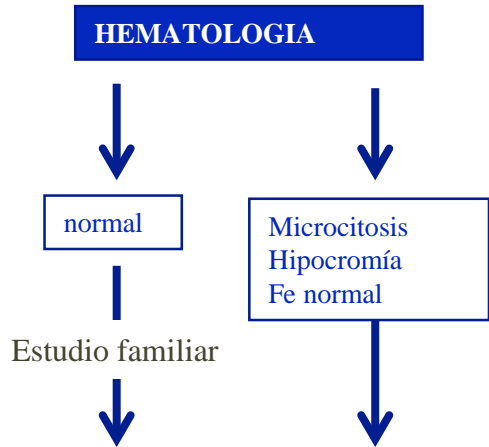 HEMATOLOGIA
normal
Microcitosis
Hipocromía
Fe normal
Estudio familiar